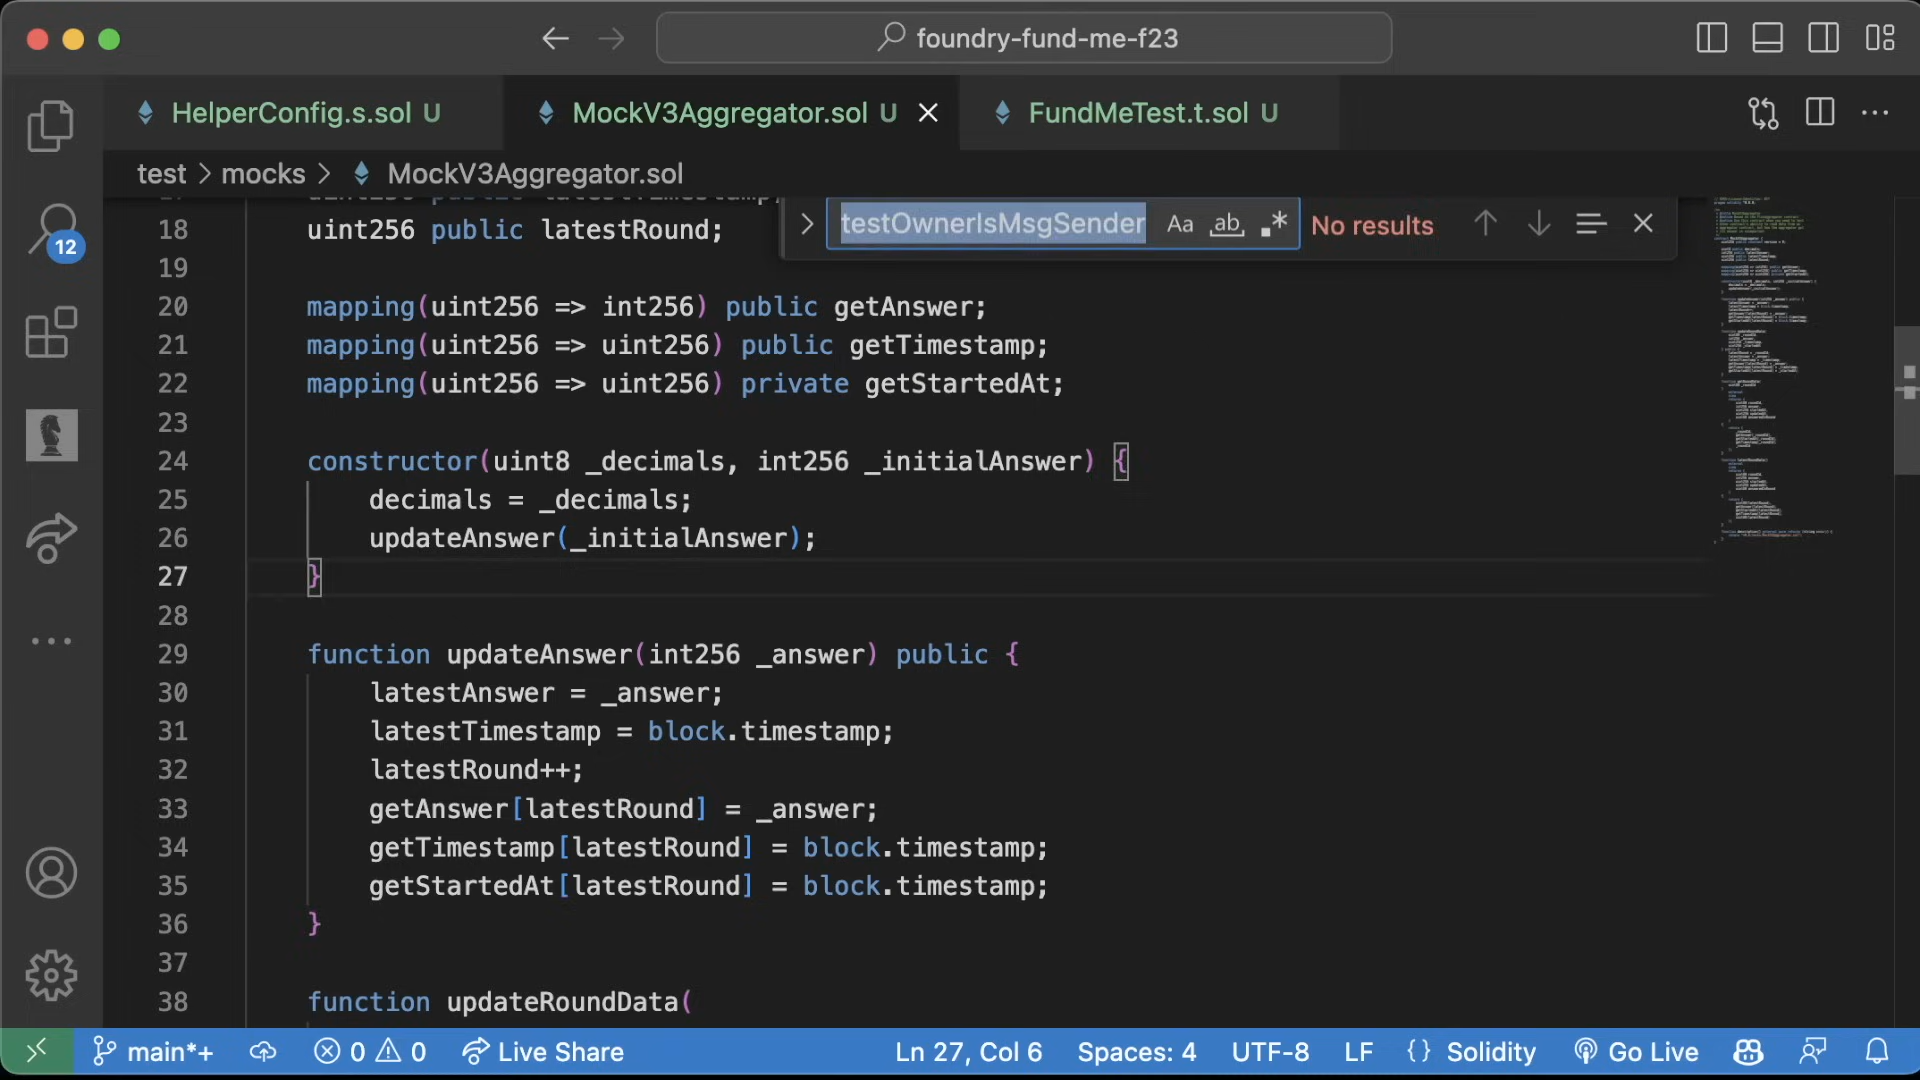 foundry-fund-me-f23
HelperConfig.s.sol U
MockV3Aggregator.sol U
FundMeTest.t.sol U
test > mocks > MockV3Aggregator.sol
testOwnerIsMsgSender Aa ab .* No results
12
18 uint256 public latestRound;
19
20 mapping(uint256 => int256) public getAnswer;
21 mapping(uint256 => uint256) public getTimestamp;
22 mapping(uint256 => uint256) private getStartedAt;
23
24 constructor(uint8 _decimals, int256 _initialAnswer) {
25 decimals = _decimals;
26 updateAnswer(_initialAnswer);
27 }
28
29 function updateAnswer(int256 _answer) public {
30 latestAnswer = _answer;
31 latestTimestamp = block.timestamp;
32 latestRound++;
33 getAnswer[latestRound] = _answer;
34 getTimestamp[latestRound] = block.timestamp;
35 getStartedAt[latestRound] = block.timestamp;
36 }
37
38 function updateRoundData(
main*+ 0 0 Live Share Ln 27, Col 6 Spaces: 4 UTF-8 LF {} Solidity Go Live